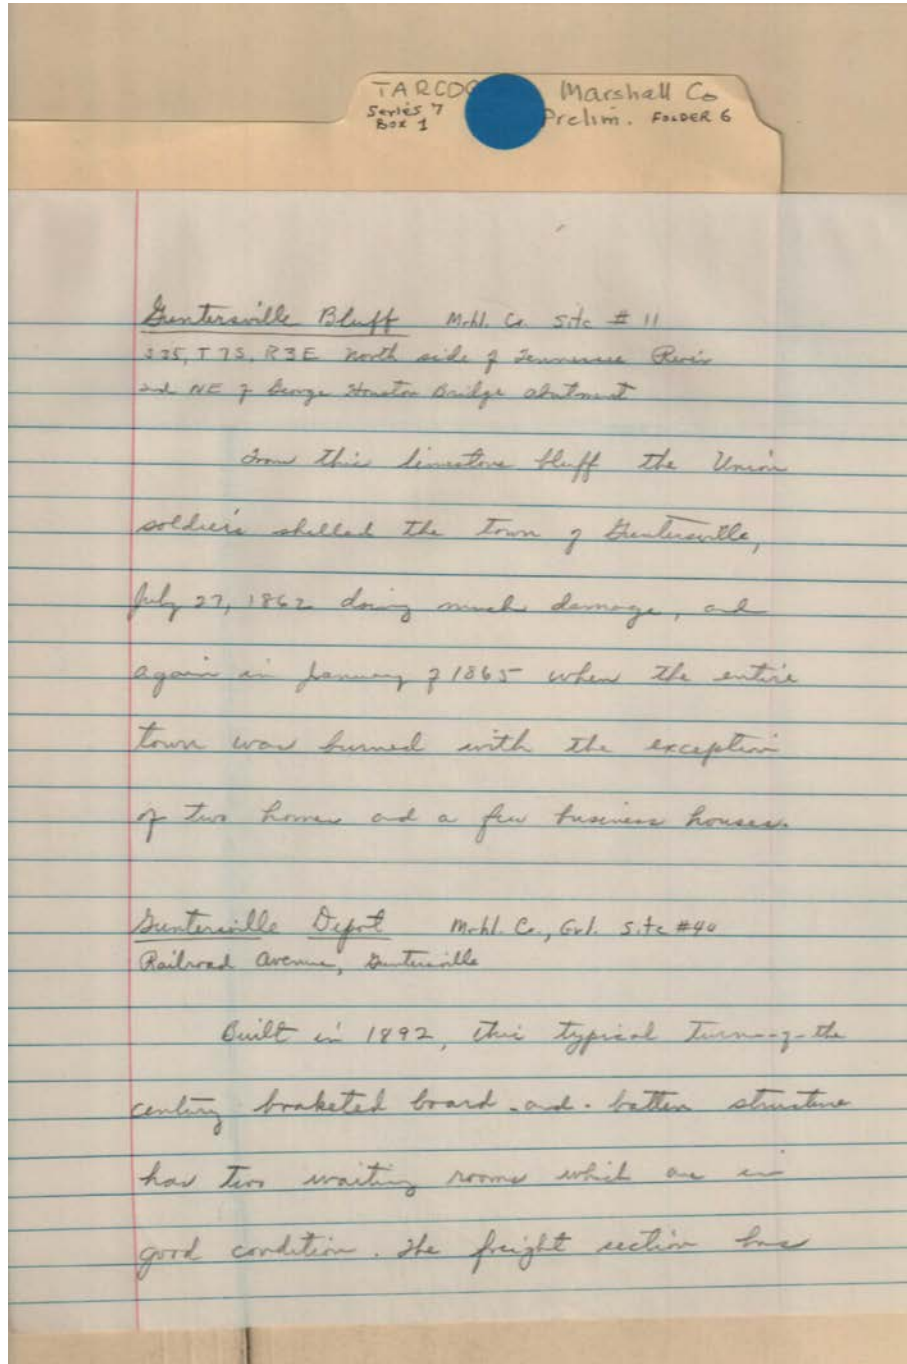 TARCOG Marshall Co
Series 7 Prelim. FOLDER 6
Box 1
Guntersville Bluff Mrhl. Co. Site # 11
S35, T7S, R3E North side of Tennessee River
and NE of George Houston Bridge abutment
From this limestone bluff the Union
soldiers shelled the town of Guntersville,
July 27, 1862 doing much damage, and
again in January of 1865 when the entire
town was burned with the exception
of two homes and a few business houses.
Guntersville Depot Mrhl. Co., Gvl. Site #40
Railroad Avenue, Guntersville
Built in 1892, this typical turn-of-the
century braketed board-and-batten structure
has two waiting rooms which are in
good condition. The freight section has